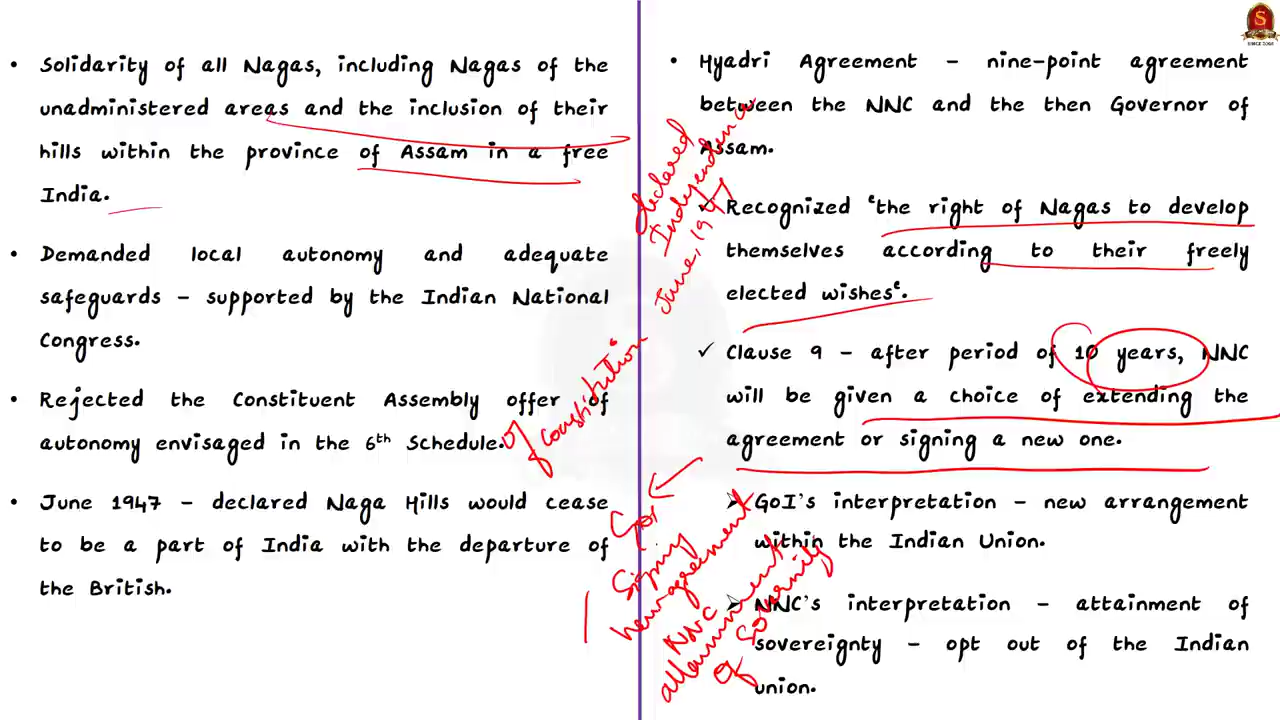 • Solidarity of all Nagas, including Nagas of the
unadministered areas and the inclusion of their
hills within the province of Assam in a free
India.
• Demanded local autonomy and adequate
safeguards – supported by the Indian National
Congress.
• Rejected the Constituent Assembly offer of
autonomy envisaged in the 6th Schedule.
• June 1947 – declared Naga Hills would cease
to be a part of India with the departure of
the British.
• Hyadri Agreement – nine-point agreement
between the NNC and the then Governor of
Assam.
✓ Recognized "the right of Nagas to develop
themselves according to their freely
elected wishes".
✓ Clause 9 – after period of 10 years, NNC
will be given a choice of extending the
agreement or signing a new one.
➤ GoI's interpretation – new arrangement
within the Indian Union.
➤ NNC's interpretation – attainment of
sovereignty – opt out of the Indian
union.
declared
Independence
June, 1947
of constitution
GoI
Signing
new agreement
NNC
attainment
of
S
SINCE 2004